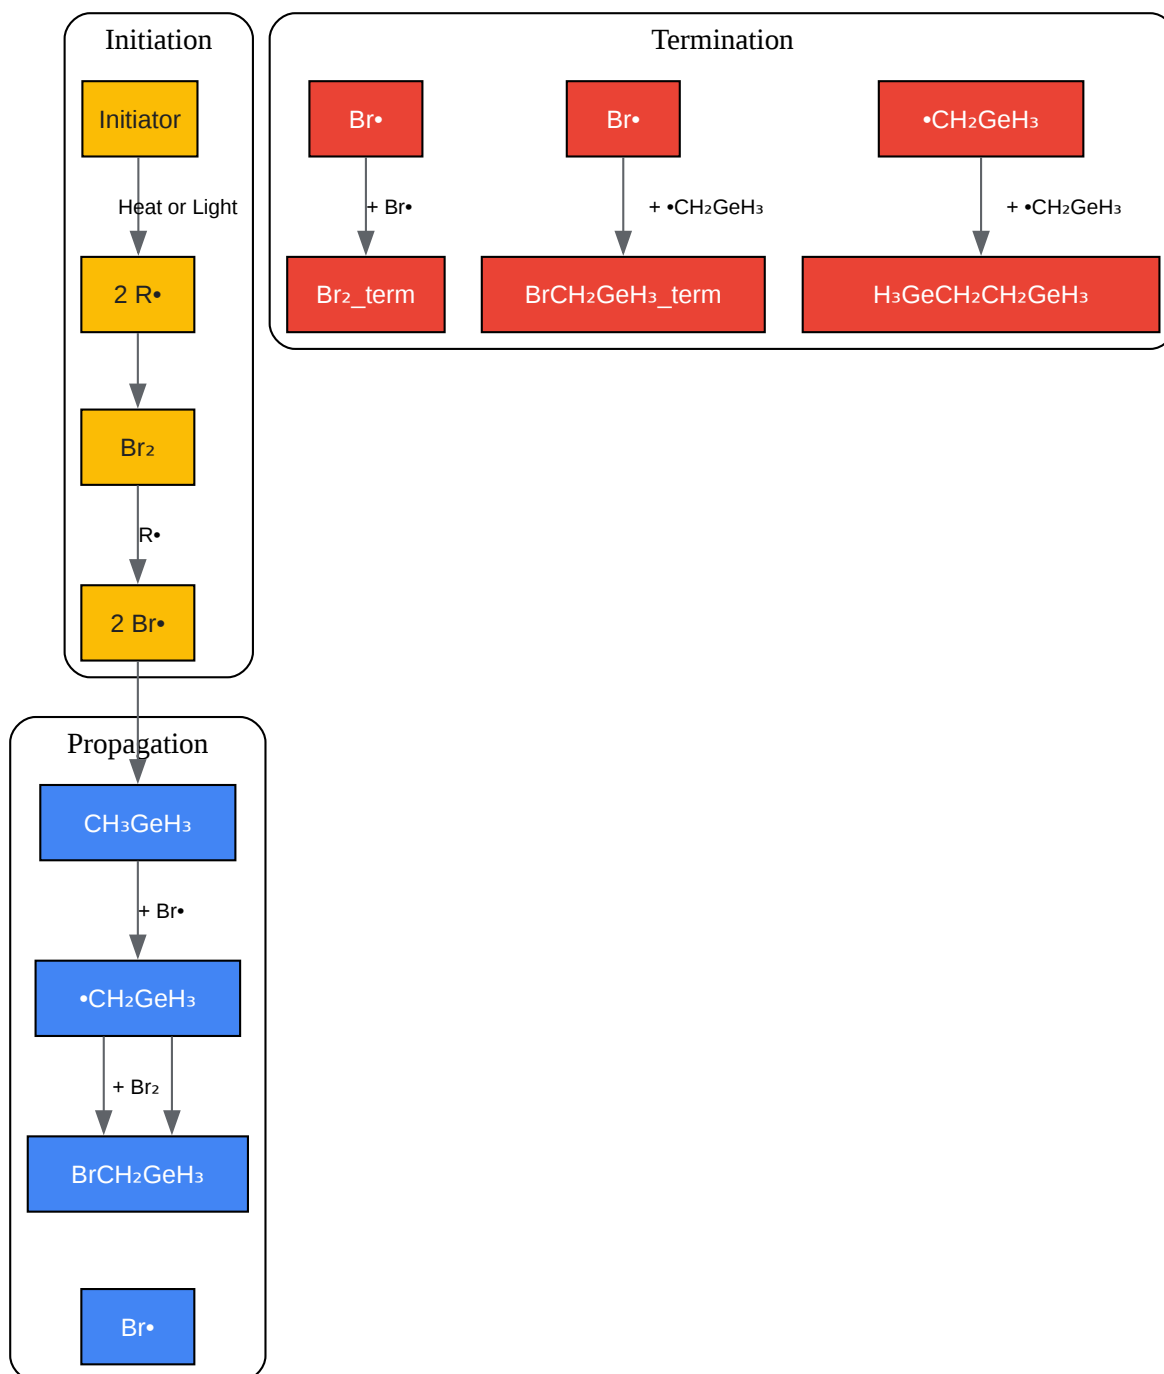 Initiation
Initiator
Heat or Light
2 R•
Br₂
R•
2 Br•
Propagation
CH₃GeH₃
+ Br•
•CH₂GeH₃
+ Br₂
BrCH₂GeH₃
Br•
Termination
Br•
+ Br•
Br₂_term
Br•
+ •CH₂GeH₃
BrCH₂GeH₃_term
•CH₂GeH₃
+ •CH₂GeH₃
H₃GeCH₂CH₂GeH₃